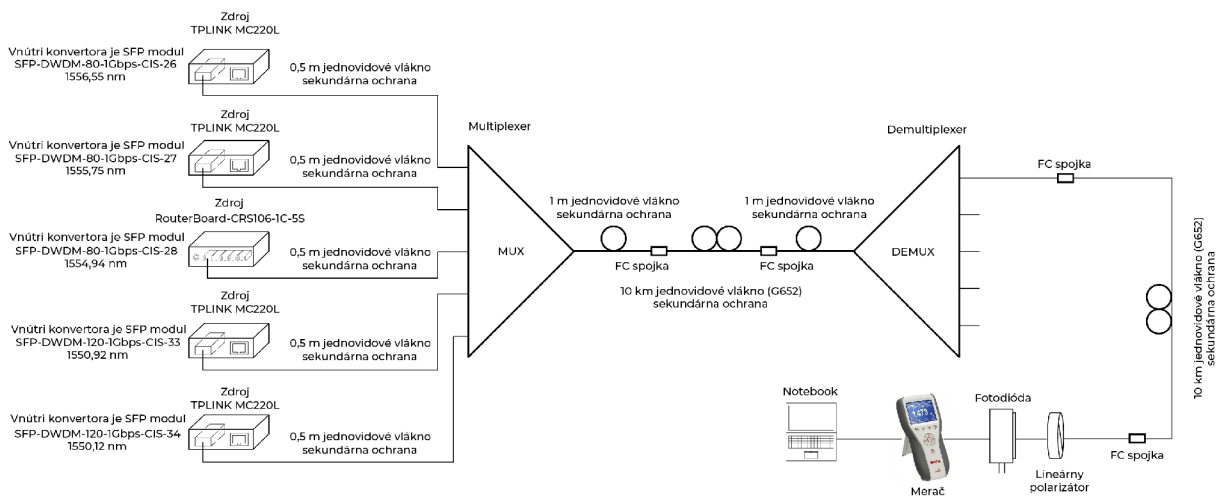 Zdroj
TPLINK MC220L
Vnútri konvertora je SFP modul
SFP-DWDM-80-1Gbps-CIS-26
1556,55 nm
0,5 m jednovidové vlákno
sekundárna ochrana
Zdroj
TPLINK MC220L
Vnútri konvertora je SFP modul
SFP-DWDM-80-1Gbps-CIS-27
1555,75 nm
0,5 m jednovidové vlákno
sekundárna ochrana
Zdroj
RouterBoard-CRS106-1C-5S
Vnútri konvertora je SFP modul
SFP-DWDM-80-1Gbps-CIS-28
1554,94 nm
0,5 m jednovidové vlákno
sekundárna ochrana
Zdroj
TPLINK MC220L
Vnútri konvertora je SFP modul
SFP-DWDM-120-1Gbps-CIS-33
1550,92 nm
0,5 m jednovidové vlákno
sekundárna ochrana
Zdroj
TPLINK MC220L
Vnútri konvertora je SFP modul
SFP-DWDM-120-1Gbps-CIS-34
1550,12 nm
0,5 m jednovidové vlákno
sekundárna ochrana
Multiplexer
MUX
1 m jednovidové vlákno
sekundárna ochrana
FC spojka
10 km jednovidové vlákno (G652)
sekundárna ochrana
FC spojka
1 m jednovidové vlákno
sekundárna ochrana
Demultiplexer
DEMUX
FC spojka
10 km jednovidové vlákno (G652)
sekundárna ochrana
FC spojka
Lineárny
polarizátor
Fotodióda
Merač
Notebook